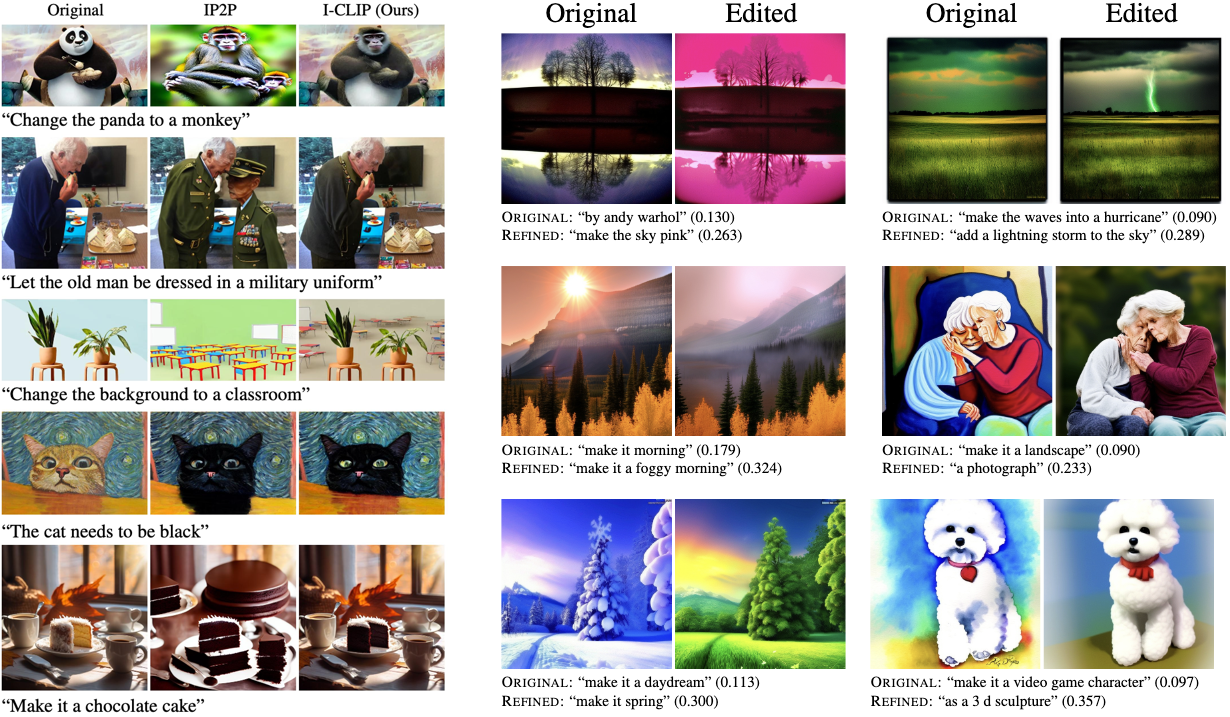 Original IP2P I-CLIP (Ours)
“Change the panda to a monkey”
“Let the old man be dressed in a military uniform”
“Change the background to a classroom”
“The cat needs to be black”
“Make it a chocolate cake”
Original Edited
ORIGINAL: “by andy warhol” (0.130)
REFINED: “make the sky pink” (0.263)
ORIGINAL: “make it morning” (0.179)
REFINED: “make it a foggy morning” (0.324)
ORIGINAL: “make it a daydream” (0.113)
REFINED: “make it spring” (0.300)
Original Edited
ORIGINAL: “make the waves into a hurricane” (0.090)
REFINED: “add a lightning storm to the sky” (0.289)
ORIGINAL: “make it a landscape” (0.090)
REFINED: “a photograph” (0.233)
ORIGINAL: “make it a video game character” (0.097)
REFINED: “as a 3 d sculpture” (0.357)